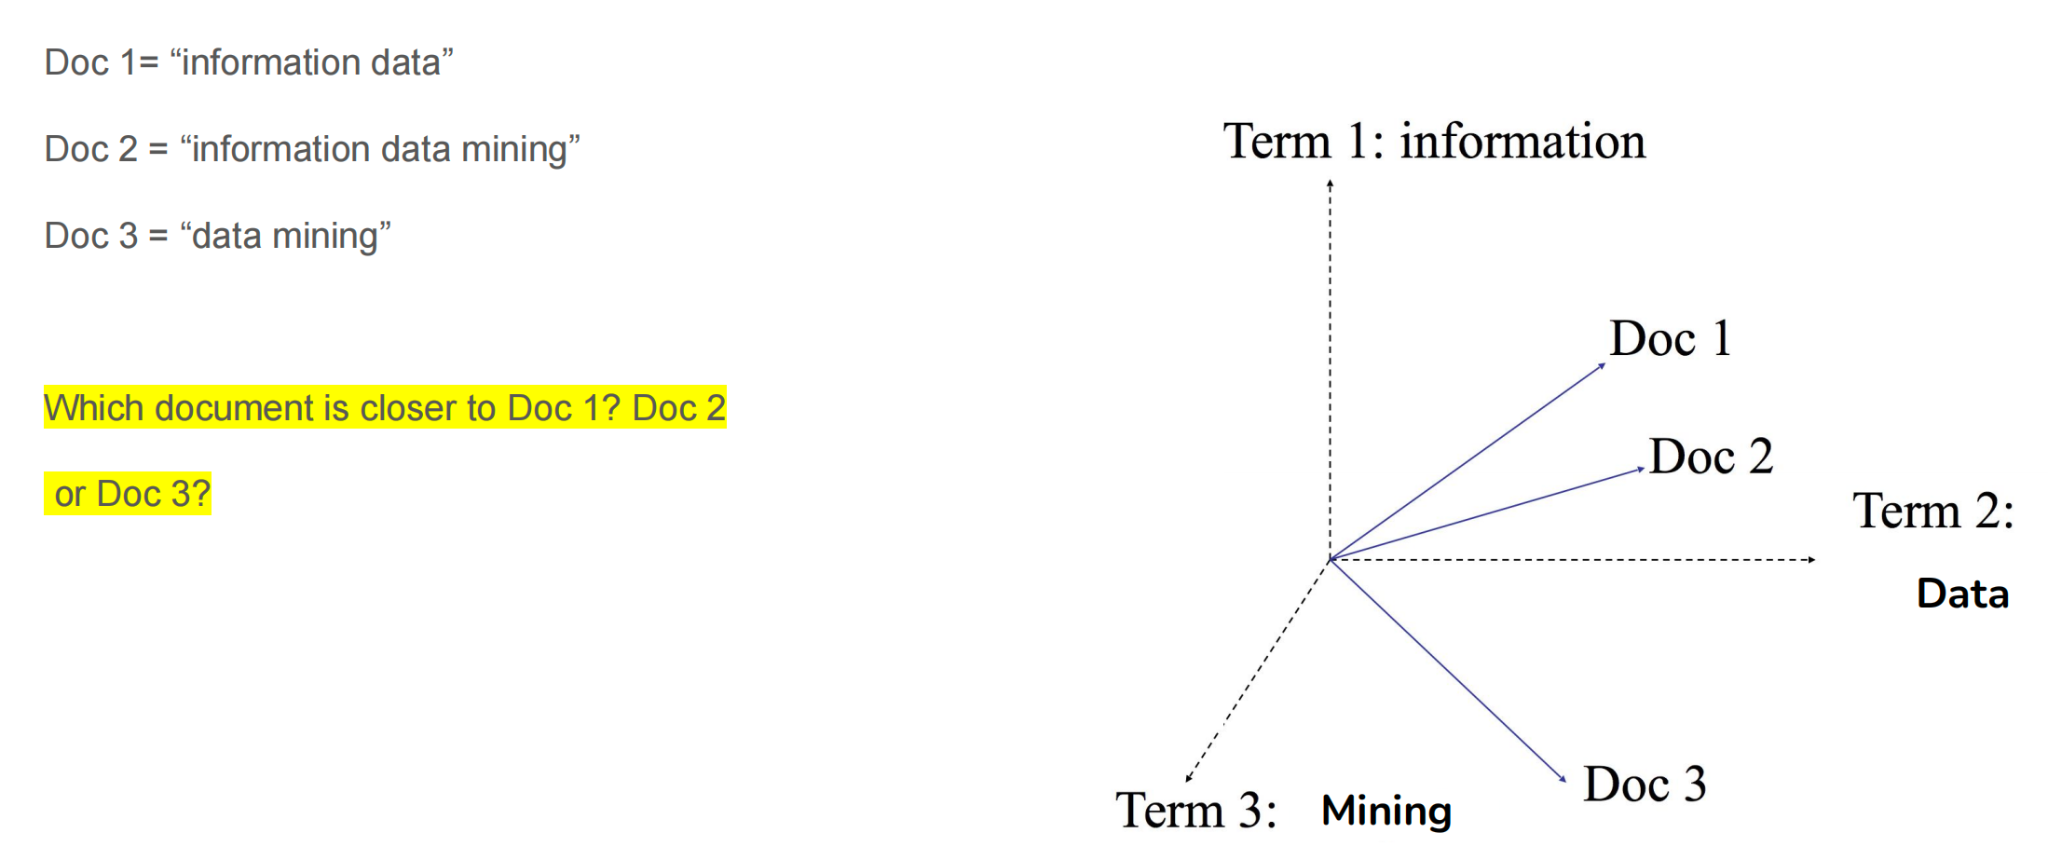 Doc 1= “information data”
Doc 2 = “information data mining”
Doc 3 = “data mining”
Which document is closer to Doc 1? Doc 2
or Doc 3?
Term 1: information
Doc 1
Doc 2
Term 2:
Data
Doc 3
Term 3: Mining